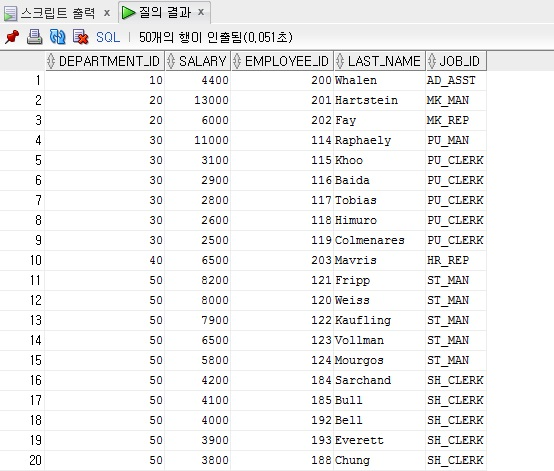 스크립트 출력 x 질의 결과 x
SQL | 50개의 행이 인출됨(0,051초)
DEPARTMENT_ID SALARY EMPLOYEE_ID LAST_NAME JOB_ID
1 10 4400 200 Whalen AD_ASST
2 20 13000 201 Hartstein MK_MAN
3 20 6000 202 Fay MK_REP
4 30 11000 114 Raphaely PU_MAN
5 30 3100 115 Khoo PU_CLERK
6 30 2900 116 Baida PU_CLERK
7 30 2800 117 Tobias PU_CLERK
8 30 2600 118 Himuro PU_CLERK
9 30 2500 119 Colmenares PU_CLERK
10 40 6500 203 Mavris HR_REP
11 50 8200 121 Fripp ST_MAN
12 50 8000 120 Weiss ST_MAN
13 50 7900 122 Kaufling ST_MAN
14 50 6500 123 Vollman ST_MAN
15 50 5800 124 Mourgos ST_MAN
16 50 4200 184 Sarchand SH_CLERK
17 50 4100 185 Bull SH_CLERK
18 50 4000 192 Bell SH_CLERK
19 50 3900 193 Everett SH_CLERK
20 50 3800 188 Chung SH_CLERK